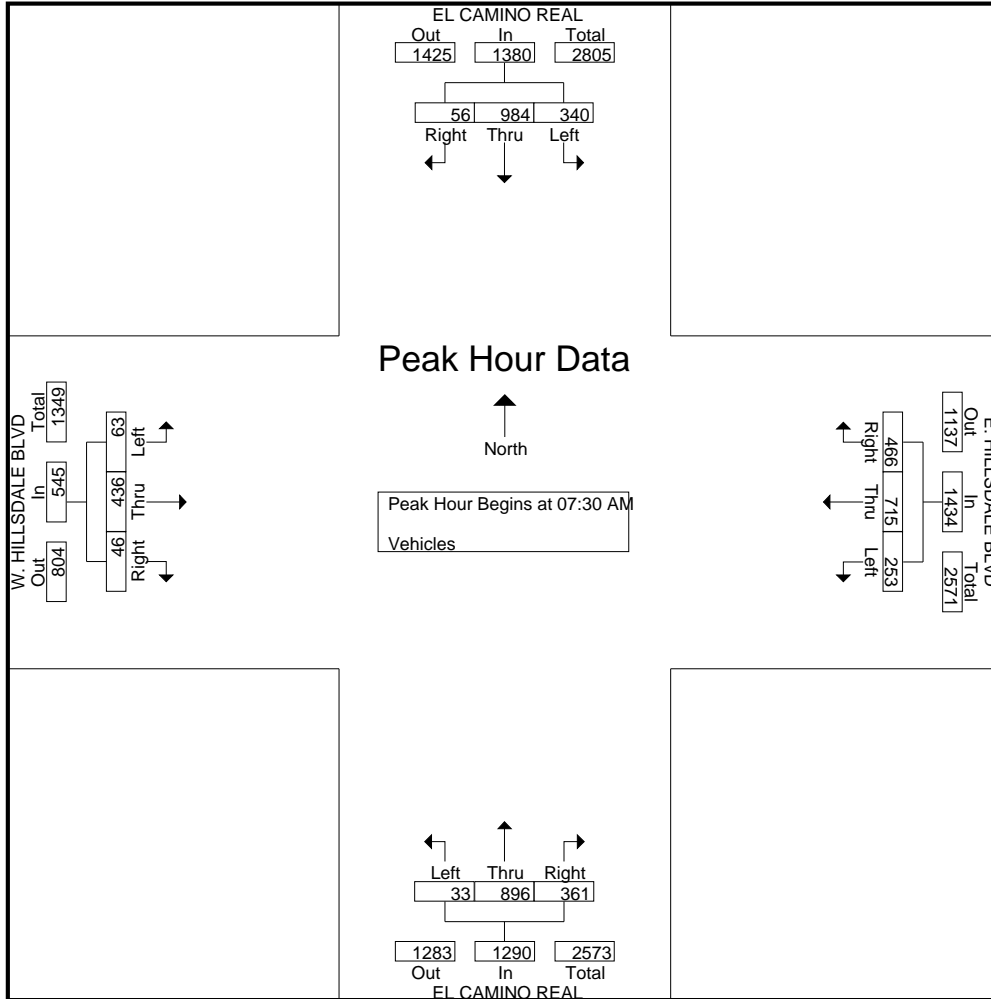 EL CAMINO REAL
Out In Total
1425 1380 2805
56 984 340
Right Thru Left
Peak Hour Data
North
Peak Hour Begins at 07:30 AM
Vehicles
W. HILLSDALE BLVD
Total In Out
1349 545 804
63 436 46
Left Thru Right
E. HILLSDALE BLVD
Out In Total
1137 1434 2571
466 715 253
Right Thru Left
Left Thru Right
33 896 361
1283 1290 2573
Out In Total
EL CAMINO REAL